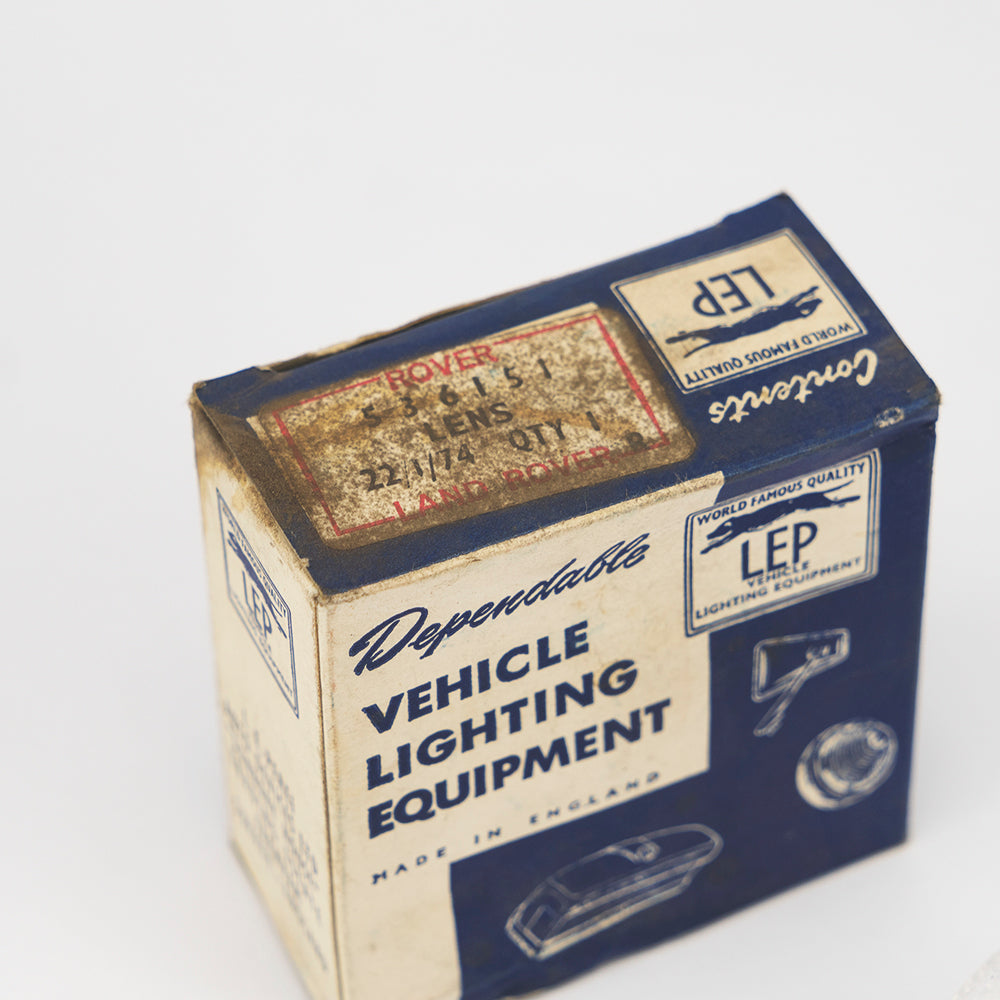 ROVER
536151
LENS
22/1/74 QTY 1
LAND ROVER
LEP
WORLD FAMOUS QUALITY
Contents
WORLD FAMOUS QUALITY
LEP
VEHICLE
LIGHTING EQUIPMENT
Dependable
VEHICLE
LIGHTING
EQUIPMENT
MADE IN ENGLAND
LEP